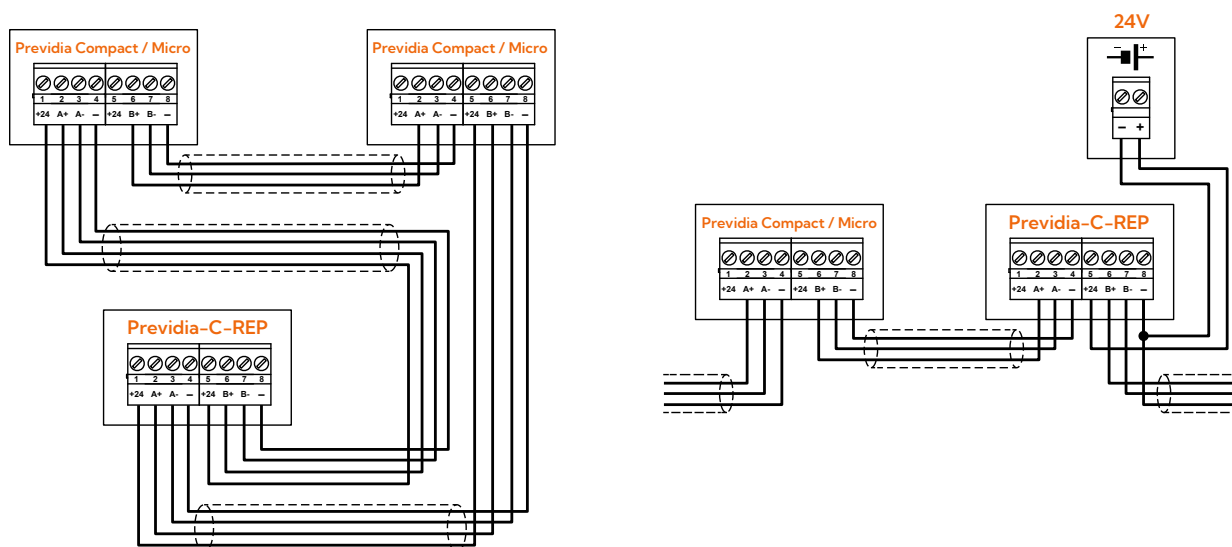 24V
- +
- +
Previdia Compact / Micro
1 2 3 4 5 6 7 8
+24 A+ A- – +24 B+ B- –
Previdia Compact / Micro
1 2 3 4 5 6 7 8
+24 A+ A- – +24 B+ B- –
Previdia Compact / Micro
1 2 3 4 5 6 7 8
+24 A+ A- – +24 B+ B- –
Previdia-C-REP
1 2 3 4 5 6 7 8
+24 A+ A- – +24 B+ B- –
Previdia-C-REP
1 2 3 4 5 6 7 8
+24 A+ A- – +24 B+ B- –